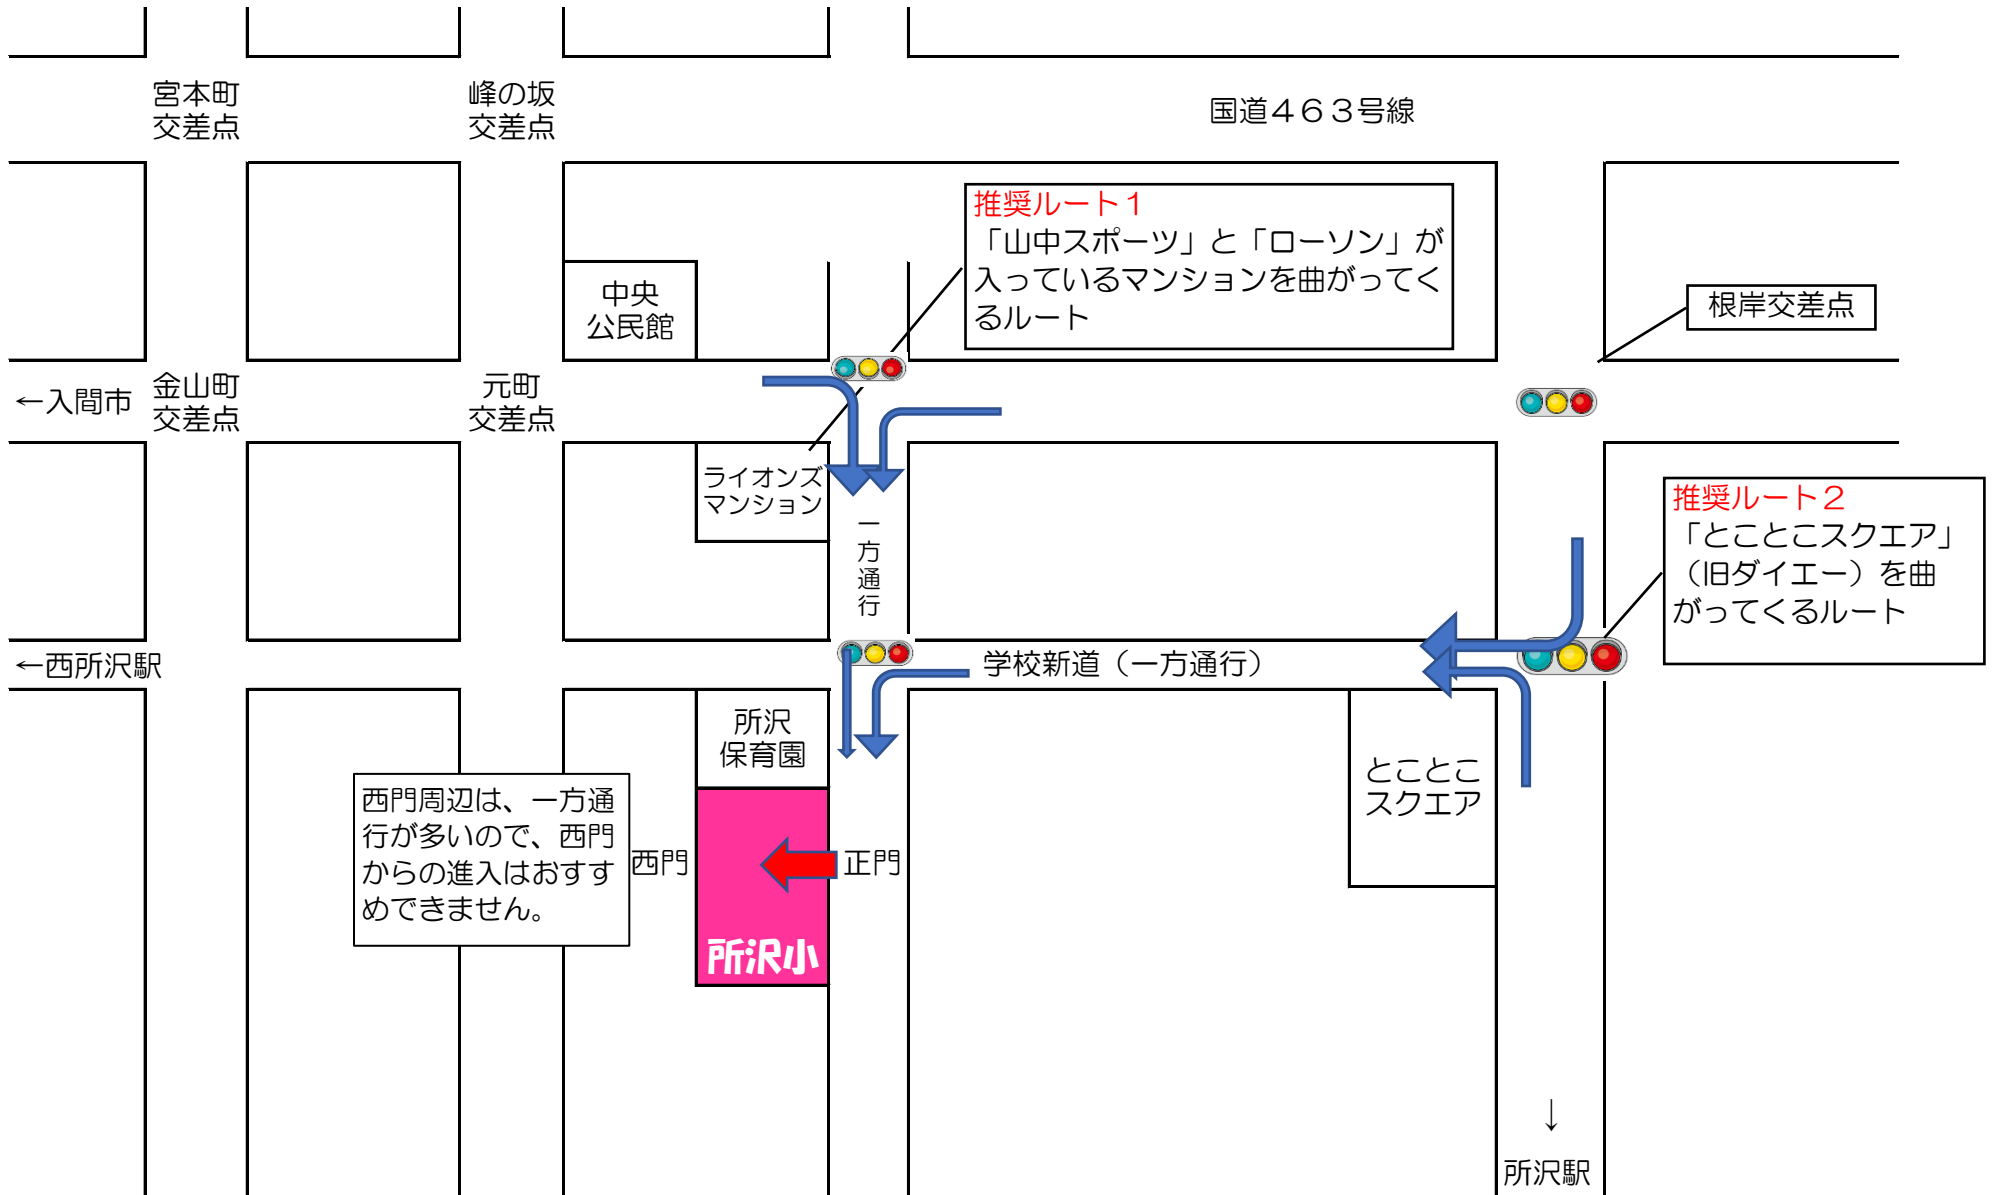 宮本町
交差点
峰の坂
交差点
国道４６３号線
推奨ルート１
「山中スポーツ」と「ローソン」が
入っているマンションを曲がってく
るルート
中央
公民館
根岸交差点
←入間市
金山町
交差点
元町
交差点
ライオンズ
マンション
一方通行
推奨ルート２
「とことこスクエア」
（旧ダイエー）を曲
がってくるルート
←西所沢駅
学校新道（一方通行）
所沢
保育園
とことこ
スクエア
西門周辺は、一方通
行が多いので、西門
からの進入はおすす
めできません。
西門
正門
所沢小
↓
所沢駅